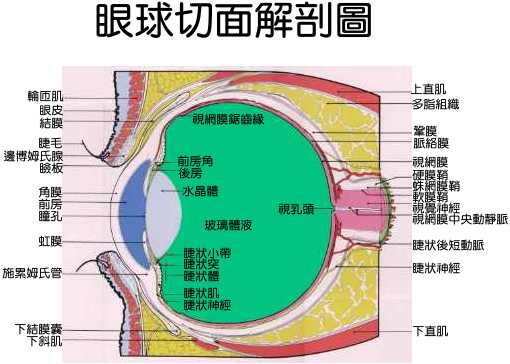 眼球切面解剖圖
輪匝肌
眼皮
結膜
睫毛
邊博姆氏腺
瞼板
角膜
前房
瞳孔
虹膜
施累姆氏管
下結膜囊
下斜肌
視網膜鋸齒緣
前房角
後房
水晶體
視乳頭
玻璃體液
睫狀小帶
睫狀突
睫狀體
睫狀肌
睫狀神經
上直肌
多脂組織
鞏膜
脈絡膜
視網膜
硬膜鞘
蛛網膜鞘
軟膜鞘
視覺神經
視網膜中央動靜脈
睫狀後短動脈
睫狀神經
下直肌